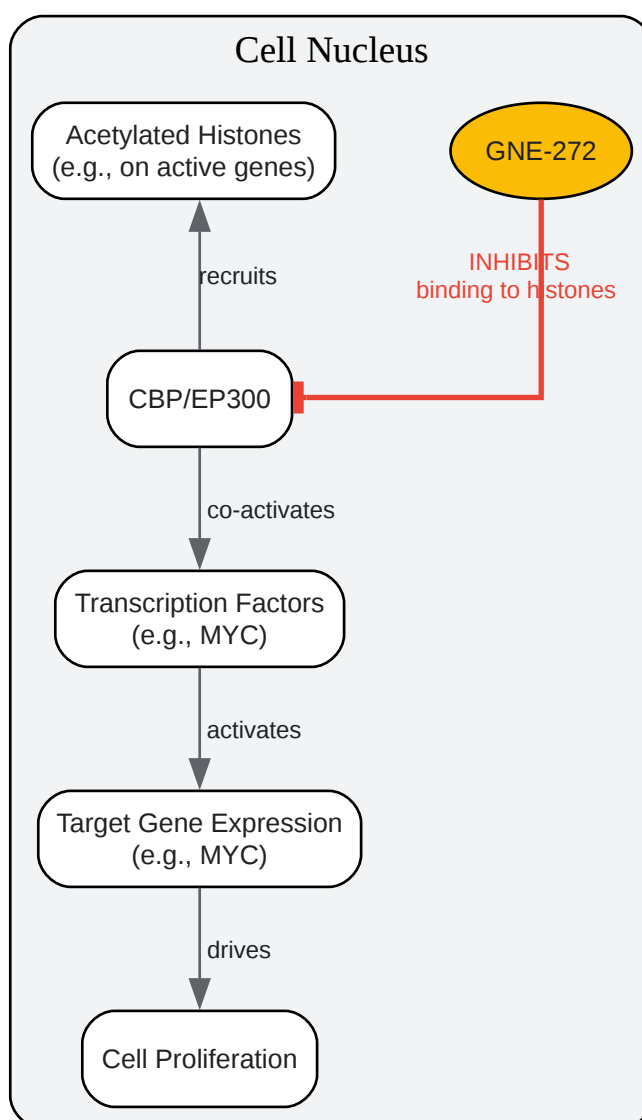 Cell Nucleus
Acetylated Histones
(e.g., on active genes)
GNE-272
recruits
INHIBITS
binding to histones
CBP/EP300
co-activates
Transcription Factors
(e.g., MYC)
activates
Target Gene Expression
(e.g., MYC)
drives
Cell Proliferation